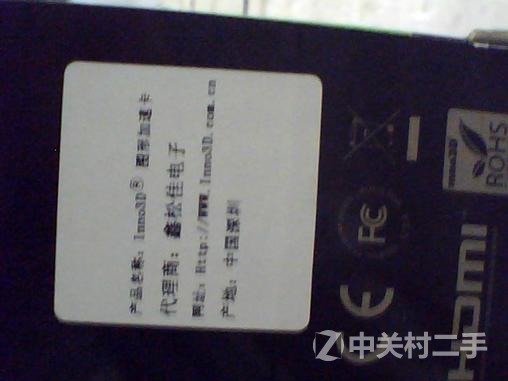 产品名称: Inno3D® 图形加速卡
代理商: 鑫松佳电子
网址: Http://WWW.Inno3D.com.cn
产地: 中国深圳
CE
FC
inno3D
ROHS
HDMI
中关村二手